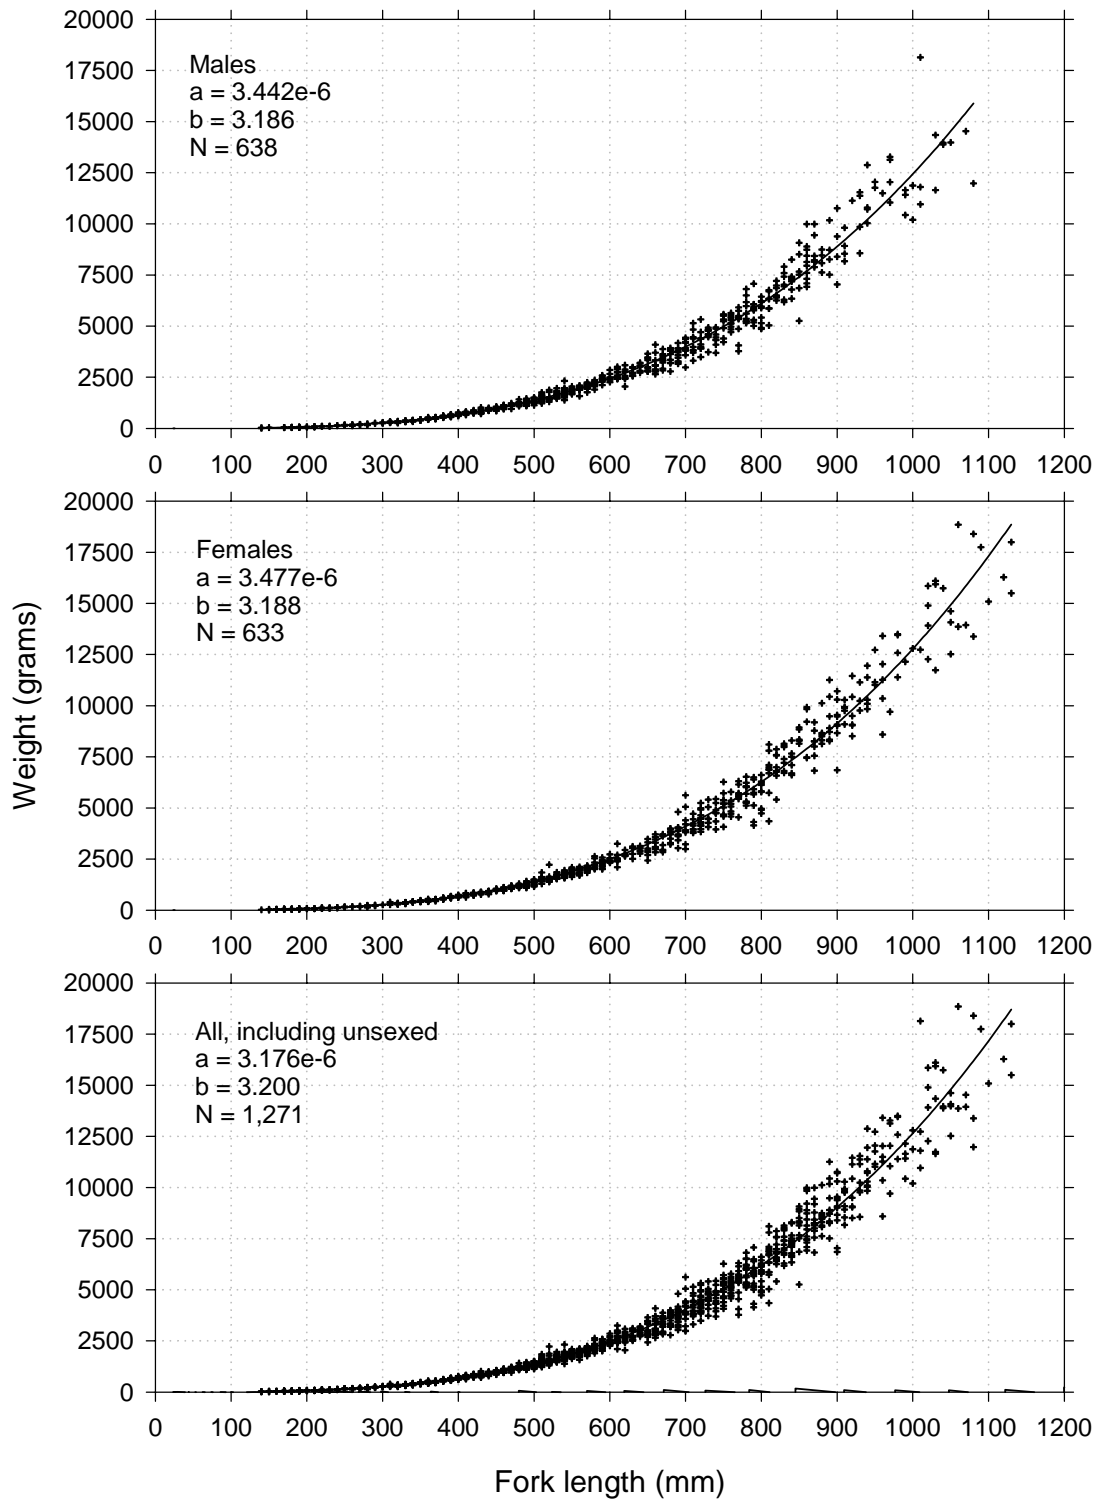 20000
17500
15000
12500
10000
7500
5000
2500
0
Males
a = 3.442e-6
b = 3.186
N = 638
0 100 200 300 400 500 600 700 800 900 1000 1100 1200
20000
17500
15000
12500
10000
7500
5000
2500
0
Females
a = 3.477e-6
b = 3.188
N = 633
0 100 200 300 400 500 600 700 800 900 1000 1100 1200
Weight (grams)
20000
17500
15000
12500
10000
7500
5000
2500
0
All, including unsexed
a = 3.176e-6
b = 3.200
N = 1,271
0 100 200 300 400 500 600 700 800 900 1000 1100 1200
Fork length (mm)